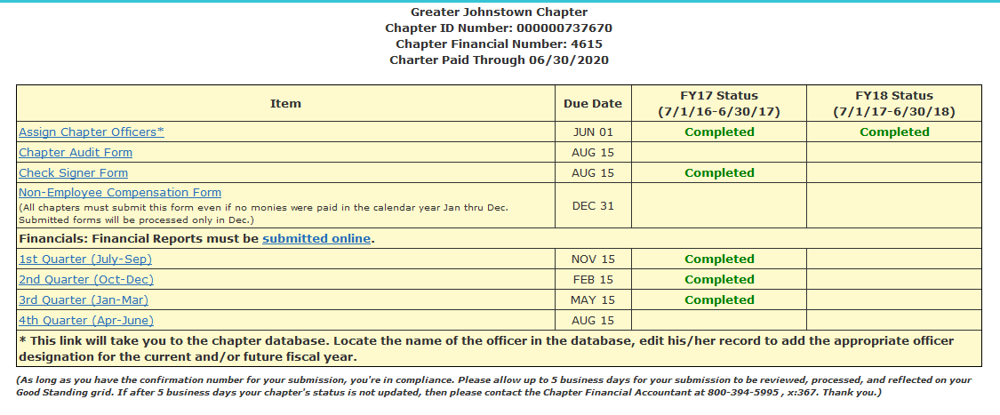 Greater Johnstown Chapter
Chapter ID Number: 000000737670
Chapter Financial Number: 4615
Charter Paid Through 06/30/2020
Item Due Date FY17 Status (7/1/16-6/30/17) FY18 Status (7/1/17-6/30/18)
Assign Chapter Officers* JUN 01 Completed Completed
Chapter Audit Form AUG 15
Check Signer Form AUG 15 Completed
Non-Employee Compensation Form
(All chapters must submit this form even if no monies were paid in the calendar year Jan thru Dec.
Submitted forms will be processed only in Dec.) DEC 31
Financials: Financial Reports must be submitted online.
1st Quarter (July-Sep) NOV 15 Completed
2nd Quarter (Oct-Dec) FEB 15 Completed
3rd Quarter (Jan-Mar) MAY 15 Completed
4th Quarter (Apr-June) AUG 15
* This link will take you to the chapter database. Locate the name of the officer in the database, edit his/her record to add the appropriate officer
designation for the current and/or future fiscal year.
(As long as you have the confirmation number for your submission, you're in compliance. Please allow up to 5 business days for your submission to be reviewed, processed, and reflected on your
Good Standing grid. If after 5 business days your chapter's status is not updated, then please contact the Chapter Financial Accountant at 800-394-5995 , x:367. Thank you.)